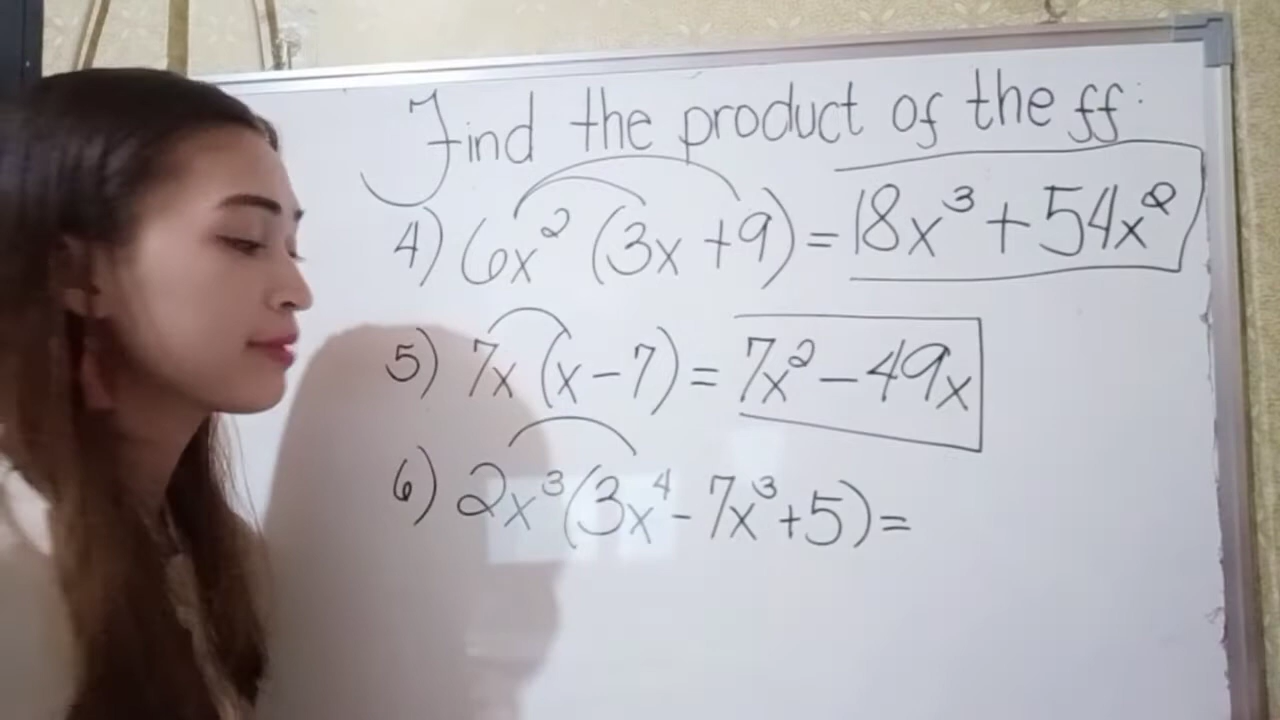 Find the product of the ff:
4) 6x² (3x +9) = 18x³ + 54x²
5) 7x (x - 7) = 7x² - 49x
6) 2x³(3x⁴ - 7x³ +5) =